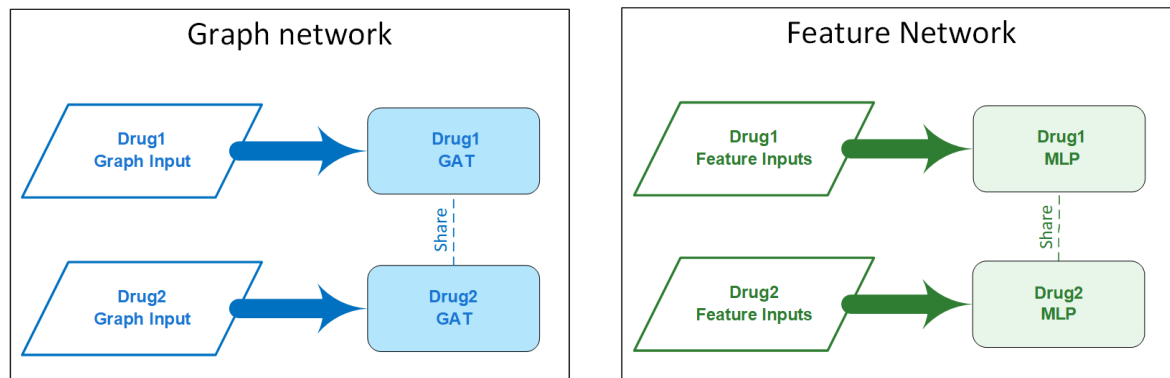 Graph network
Drug1
Graph Input
Drug1
GAT
Share
Drug2
Graph Input
Drug2
GAT
Feature Network
Drug1
Feature Inputs
Drug1
MLP
Share
Drug2
Feature Inputs
Drug2
MLP